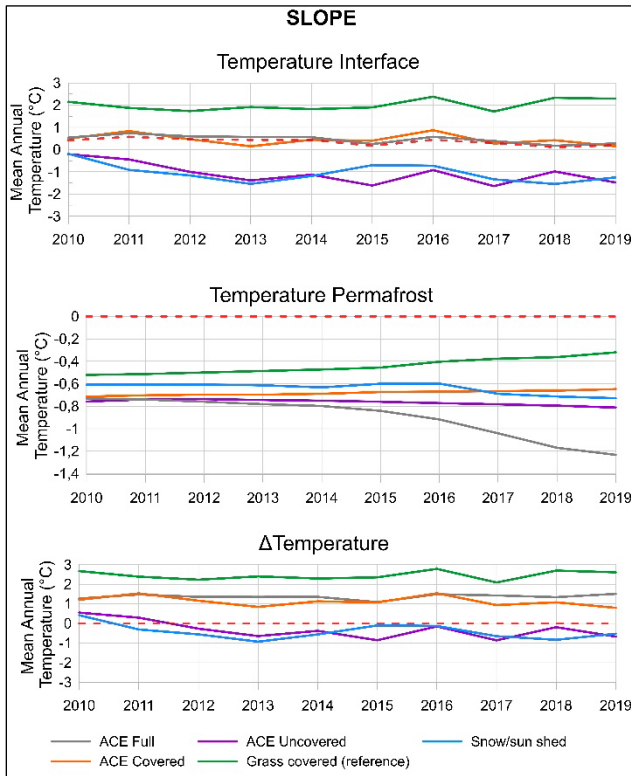 SLOPE
Temperature Interface
Mean Annual
Temperature (°C)
3
2
1
0
-1
-2
-3
2010 2011 2012 2013 2014 2015 2016 2017 2018 2019
Temperature Permafrost
Mean Annual
Temperature (°C)
0
-0,2
-0,4
-0,6
-0,8
-1
-1,2
-1,4
2010 2011 2012 2013 2014 2015 2016 2017 2018 2019
ΔTemperature
Mean Annual
Temperature (°C)
3
2
1
0
-1
-2
-3
2010 2011 2012 2013 2014 2015 2016 2017 2018 2019
ACE Full ACE Uncovered Snow/sun shed
ACE Covered Grass covered (reference)